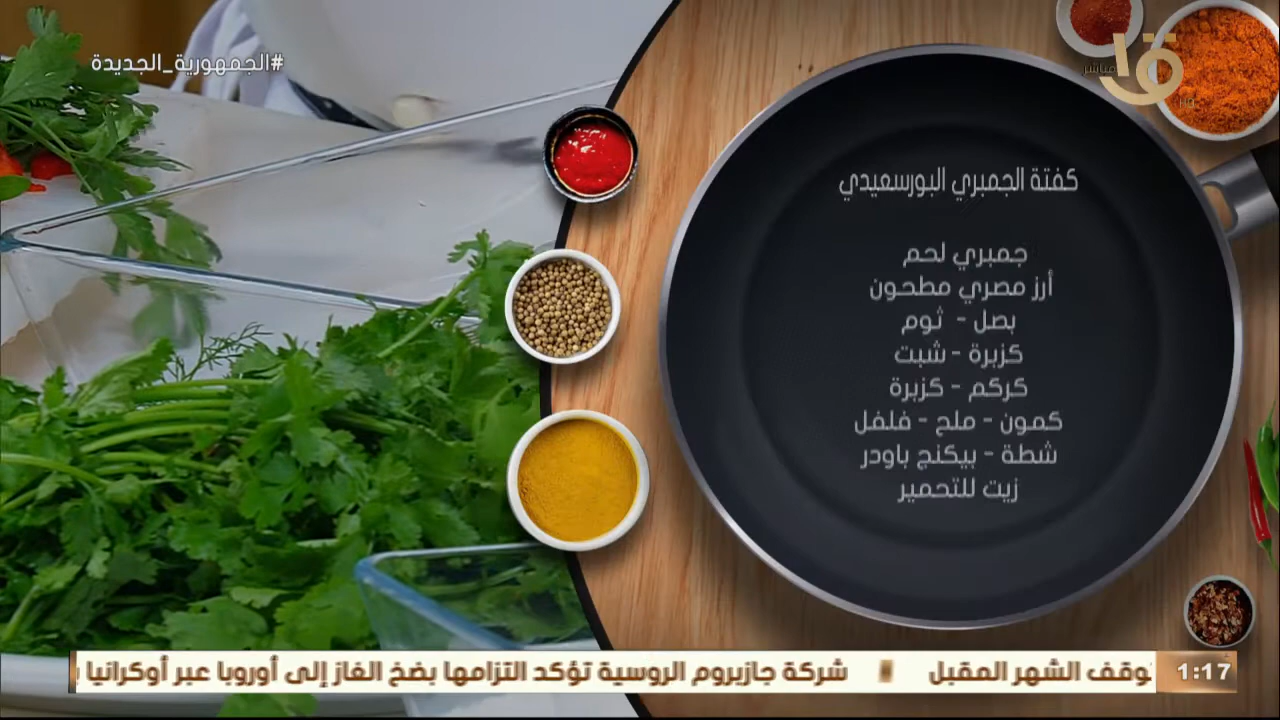 #الجمهورية_الجديدة
مباشر
HD
كفتة الجمبري البورسعيدي
جمبري لحم
أرز مصري مطحون
بصل - ثوم
كزبرة - شبت
كركم - كزبرة
كمون - ملح - فلفل
شطة - بيكنج باودر
زيت للتحمير
الشهر المقبل
شركة جازبروم الروسية تؤكد التزامها بضخ الغاز إلى أوروبا عبر أوكرانيا
1:17